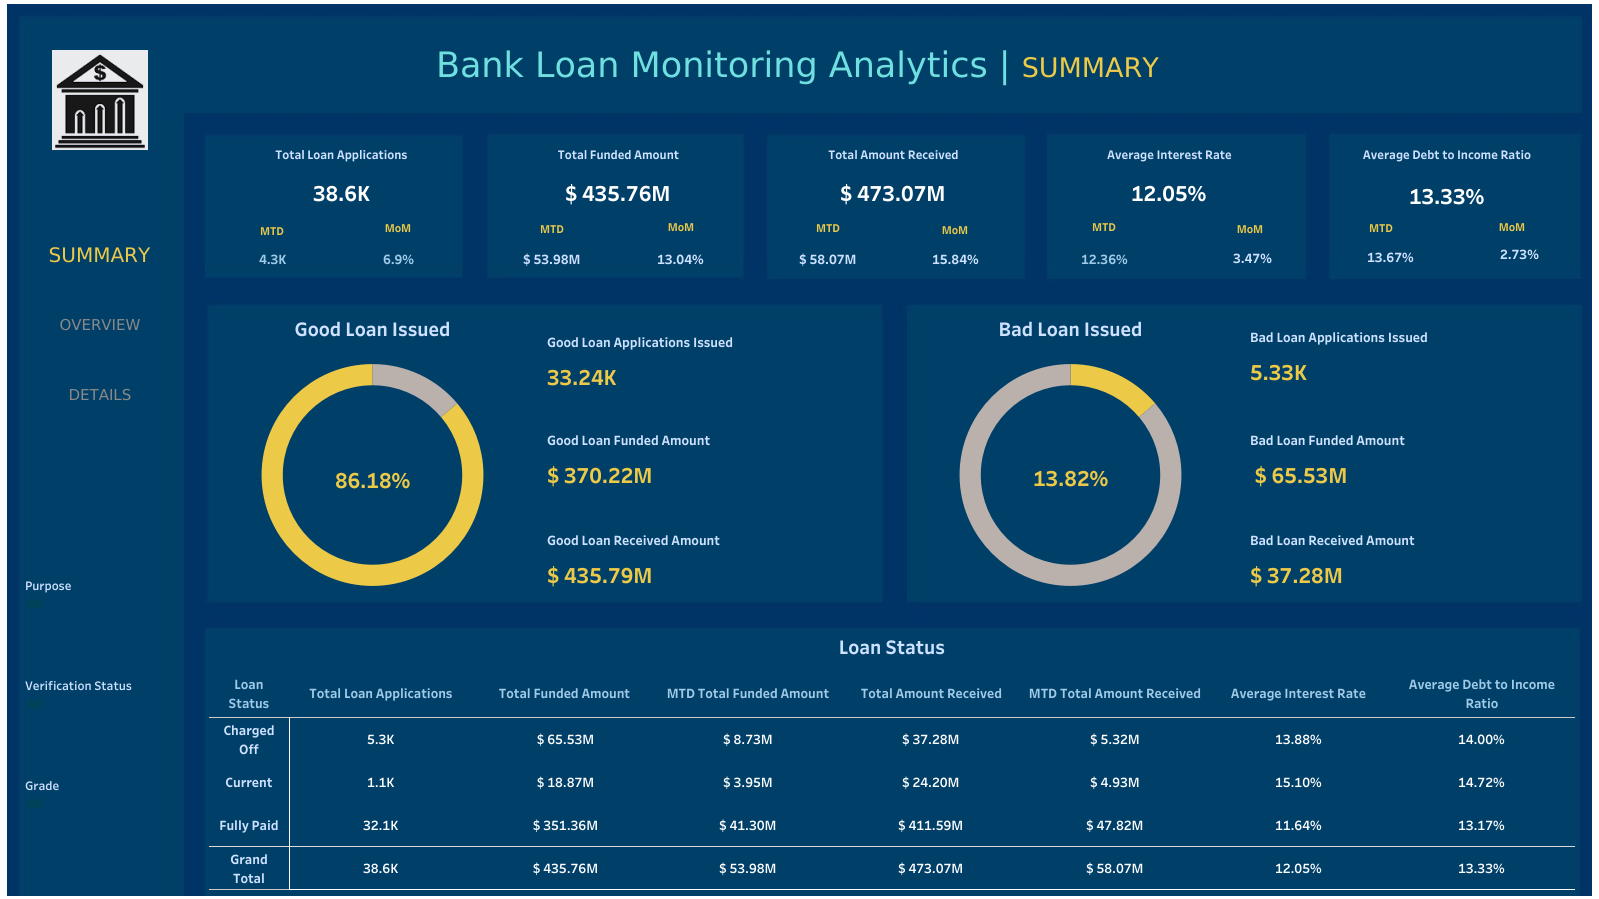 $
Bank Loan Monitoring Analytics | SUMMARY
SUMMARY
OVERVIEW
DETAILS
Purpose
Verification Status
Grade
Total Loan Applications
38.6K
MTD MoM
4.3K 6.9%
Total Funded Amount
$ 435.76M
MTD MoM
$ 53.98M 13.04%
Total Amount Received
$ 473.07M
MTD MoM
$ 58.07M 15.84%
Average Interest Rate
12.05%
MTD MoM
12.36% 3.47%
Average Debt to Income Ratio
13.33%
MTD MoM
13.67% 2.73%
Good Loan Issued
86.18%
Good Loan Applications Issued
33.24K
Good Loan Funded Amount
$ 370.22M
Good Loan Received Amount
$ 435.79M
Bad Loan Issued
13.82%
Bad Loan Applications Issued
5.33K
Bad Loan Funded Amount
$ 65.53M
Bad Loan Received Amount
$ 37.28M
Loan Status
Loan Status Total Loan Applications Total Funded Amount MTD Total Funded Amount Total Amount Received MTD Total Amount Received Average Interest Rate Average Debt to Income Ratio
Charged Off 5.3K $ 65.53M $ 8.73M $ 37.28M $ 5.32M 13.88% 14.00%
Current 1.1K $ 18.87M $ 3.95M $ 24.20M $ 4.93M 15.10% 14.72%
Fully Paid 32.1K $ 351.36M $ 41.30M $ 411.59M $ 47.82M 11.64% 13.17%
Grand Total 38.6K $ 435.76M $ 53.98M $ 473.07M $ 58.07M 12.05% 13.33%